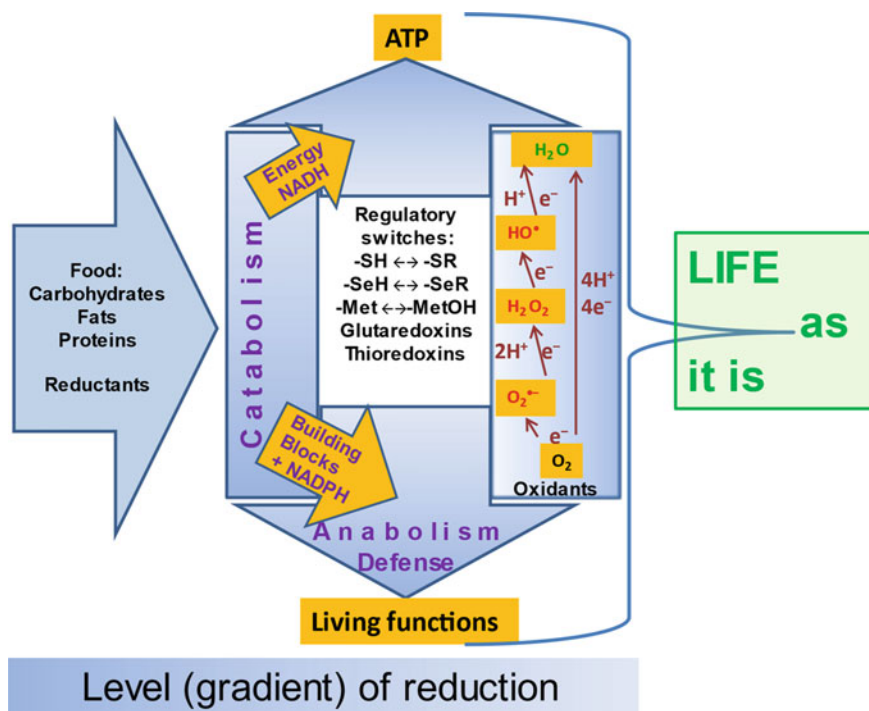 ATP
Food:
Carbohydrates
Fats
Proteins
Reductants
Catabolism
Energy
NADH
Building
Blocks
+ NADPH
Regulatory
switches:
-SH ↔ -SR
-SeH ↔ -SeR
-Met ↔-MetOH
Glutaredoxins
Thioredoxins
H₂O
H⁺ e⁻
HO•
e⁻
4H⁺
4e⁻
H₂O₂
2H⁺ e⁻
O₂•⁻
e⁻
O₂
Oxidants
Anabolism
Defense
Living functions
LIFE
as
it is
Level (gradient) of reduction